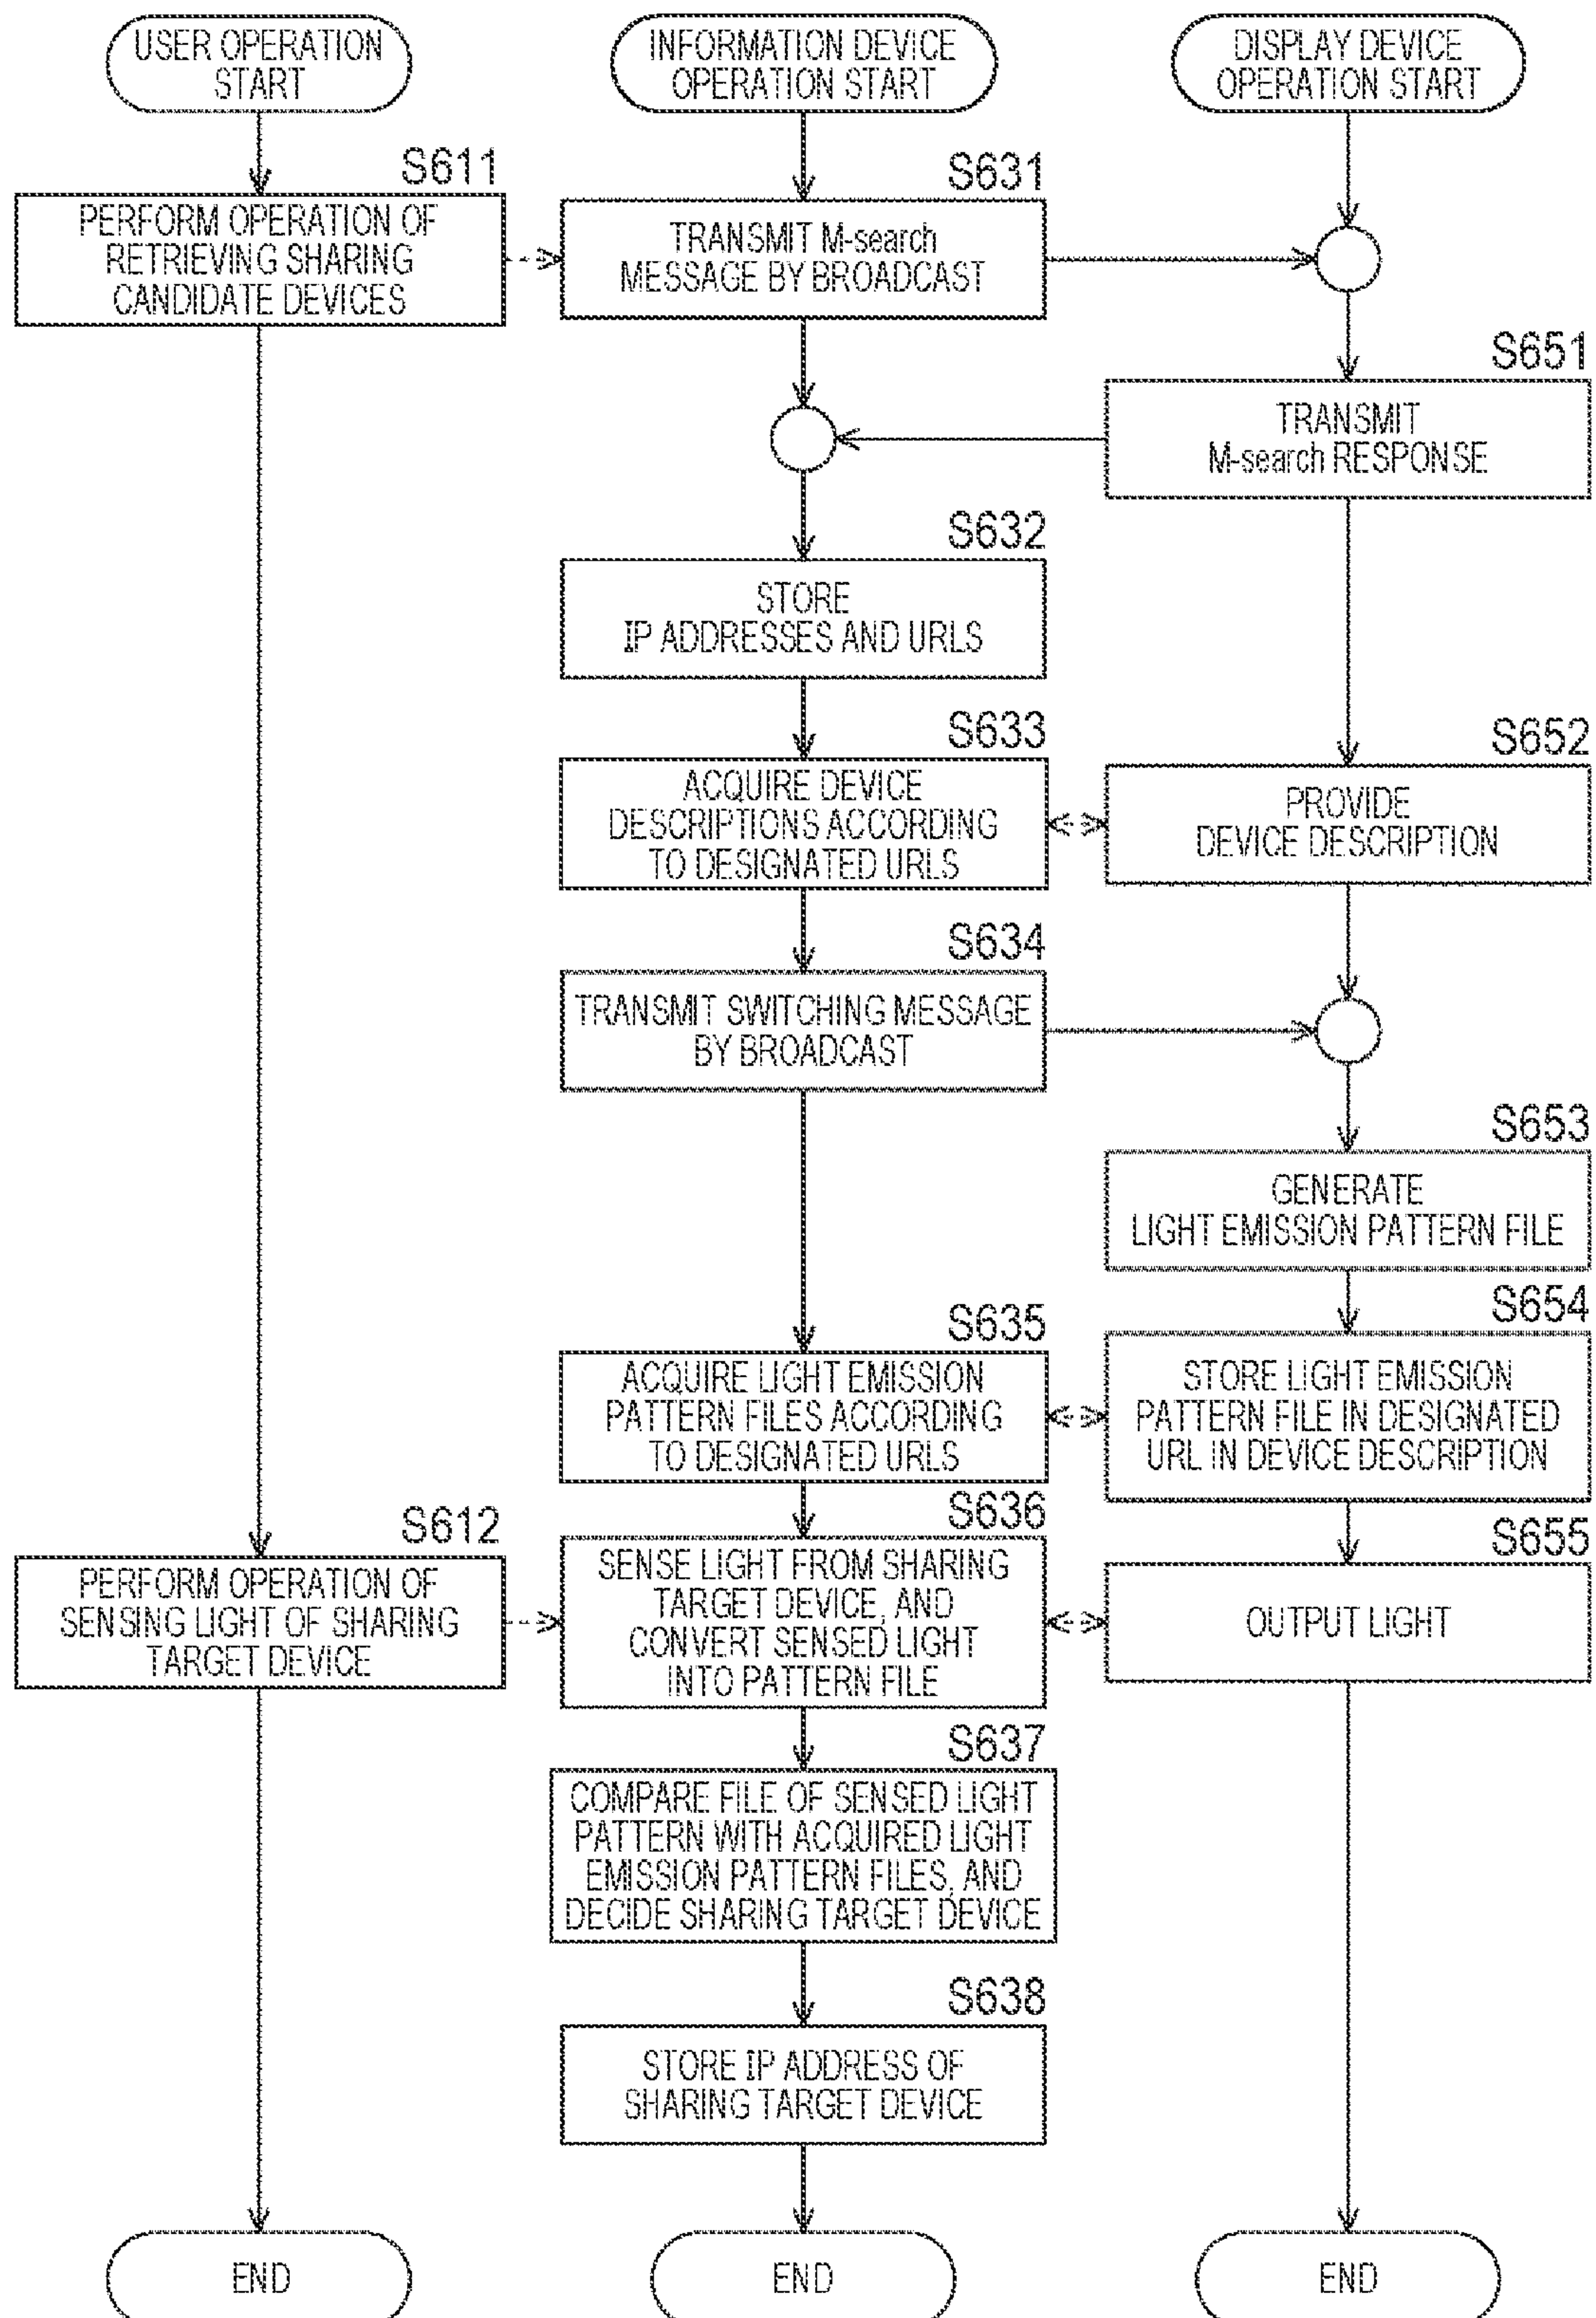 USER OPERATION
START
INFORMATION DEVICE
OPERATION START
DISPLAY DEVICE
OPERATION START
S611
PERFORM OPERATION OF
RETRIEVING SHARING
CANDIDATE DEVICES
S631
TRANSMIT M-search
MESSAGE BY BROADCAST
S651
TRANSMIT
M-search RESPONSE
S632
STORE
IP ADDRESSES AND URLS
S633
ACQUIRE DEVICE
DESCRIPTIONS ACCORDING
TO DESIGNATED URLS
S652
PROVIDE
DEVICE DESCRIPTION
S634
TRANSMIT SWITCHING MESSAGE
BY BROADCAST
S653
GENERATE
LIGHT EMISSION PATTERN FILE
S635
ACQUIRE LIGHT EMISSION
PATTERN FILES ACCORDING
TO DESIGNATED URLS
S654
STORE LIGHT EMISSION
PATTERN FILE IN DESIGNATED
URL IN DEVICE DESCRIPTION
S612
PERFORM OPERATION OF
SENSING LIGHT OF SHARING
TARGET DEVICE
S636
SENSE LIGHT FROM SHARING
TARGET DEVICE, AND
CONVERT SENSED LIGHT
INTO PATTERN FILE
S655
OUTPUT LIGHT
S637
COMPARE FILE OF SENSED LIGHT
PATTERN WITH ACQUIRED LIGHT
EMISSION PATTERN FILES, AND
DECIDE SHARING TARGET DEVICE
S638
STORE IP ADDRESS OF
SHARING TARGET DEVICE
END
END
END